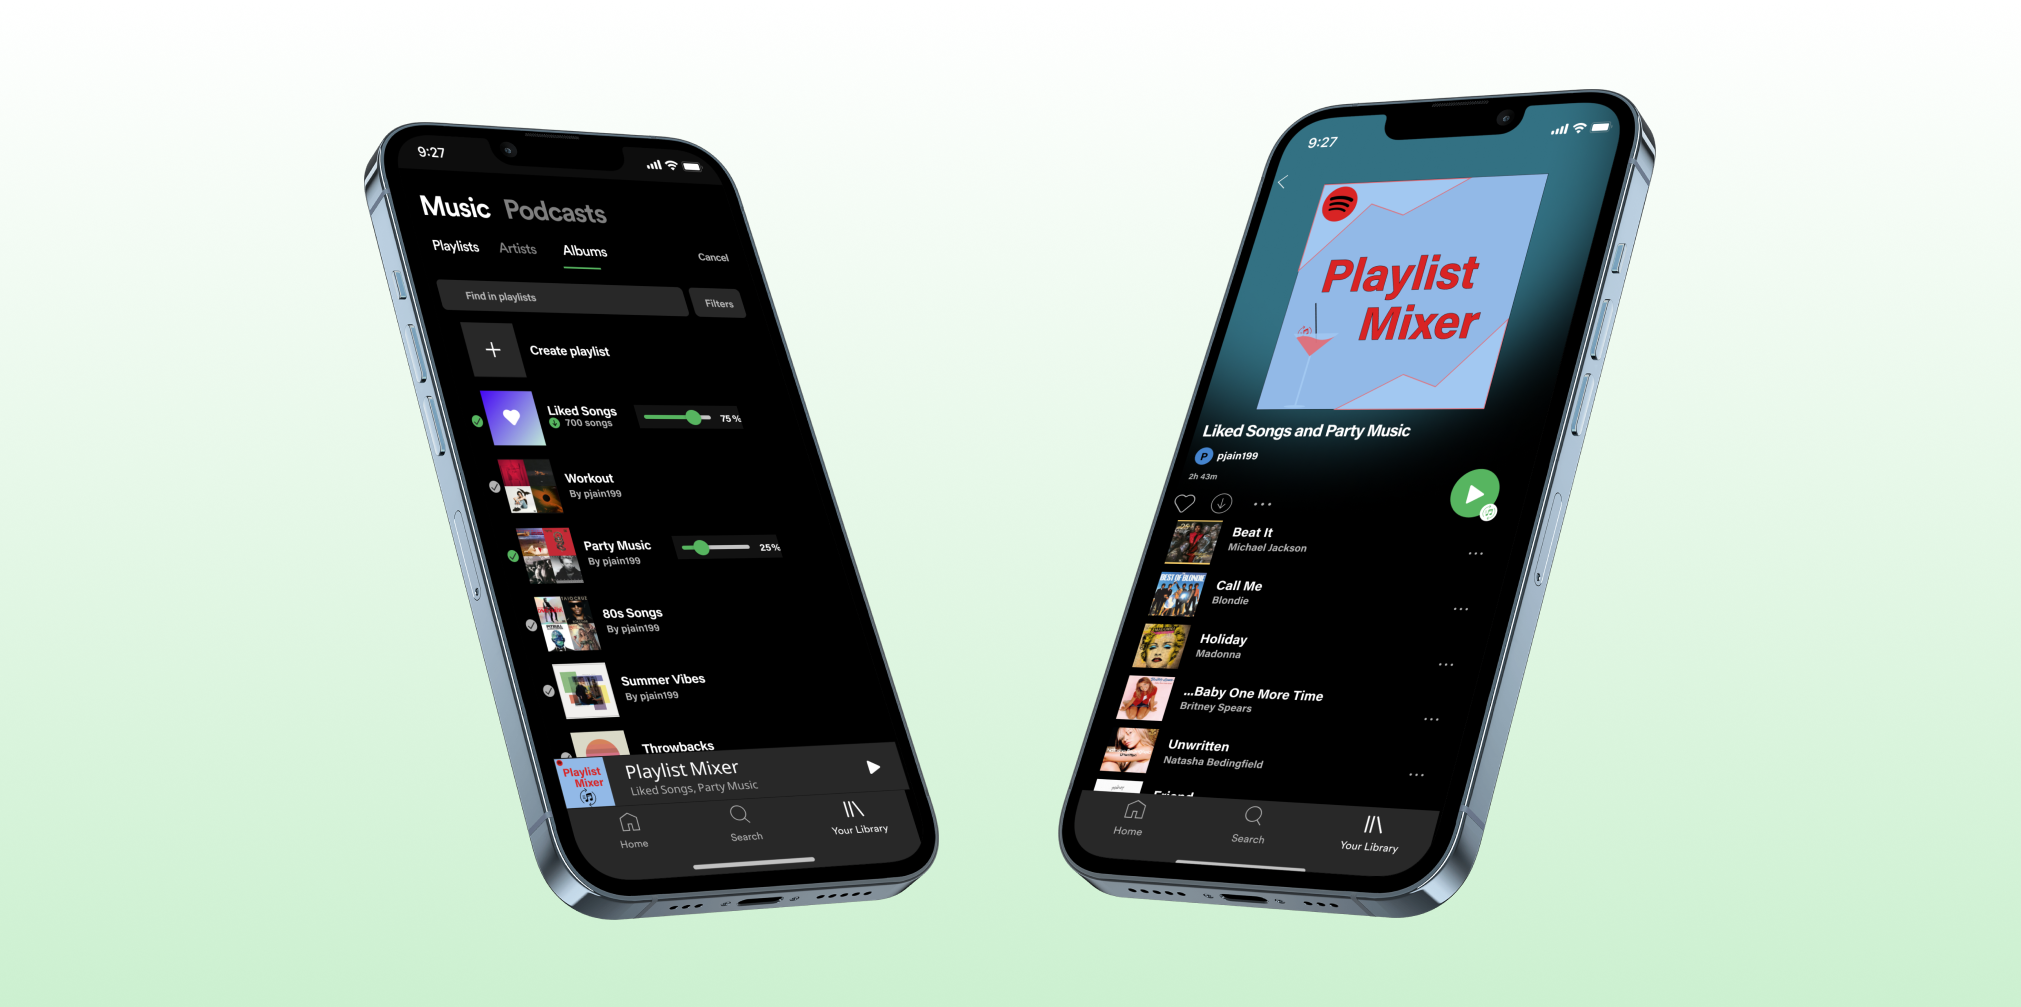 9:27
Music Podcasts
Playlists Artists Albums Cancel
Find in playlists Filters
Create playlist
Liked Songs
700 songs
75%
Workout
By pjain199
Party Music
By pjain199
25%
80s Songs
By pjain199
Summer Vibes
By pjain199
Throwbacks
Playlist
Mixer
Playlist Mixer
Liked Songs, Party Music
Home Search Your Library
9:27
Playlist
Mixer
Liked Songs and Party Music
P pjain199
2h 43m
Beat It
Michael Jackson
BEST OF BLONDIE
Call Me
Blondie
Holiday
Madonna
...Baby One More Time
Britney Spears
Unwritten
Natasha Bedingfield
Friend
Home Search Your Library